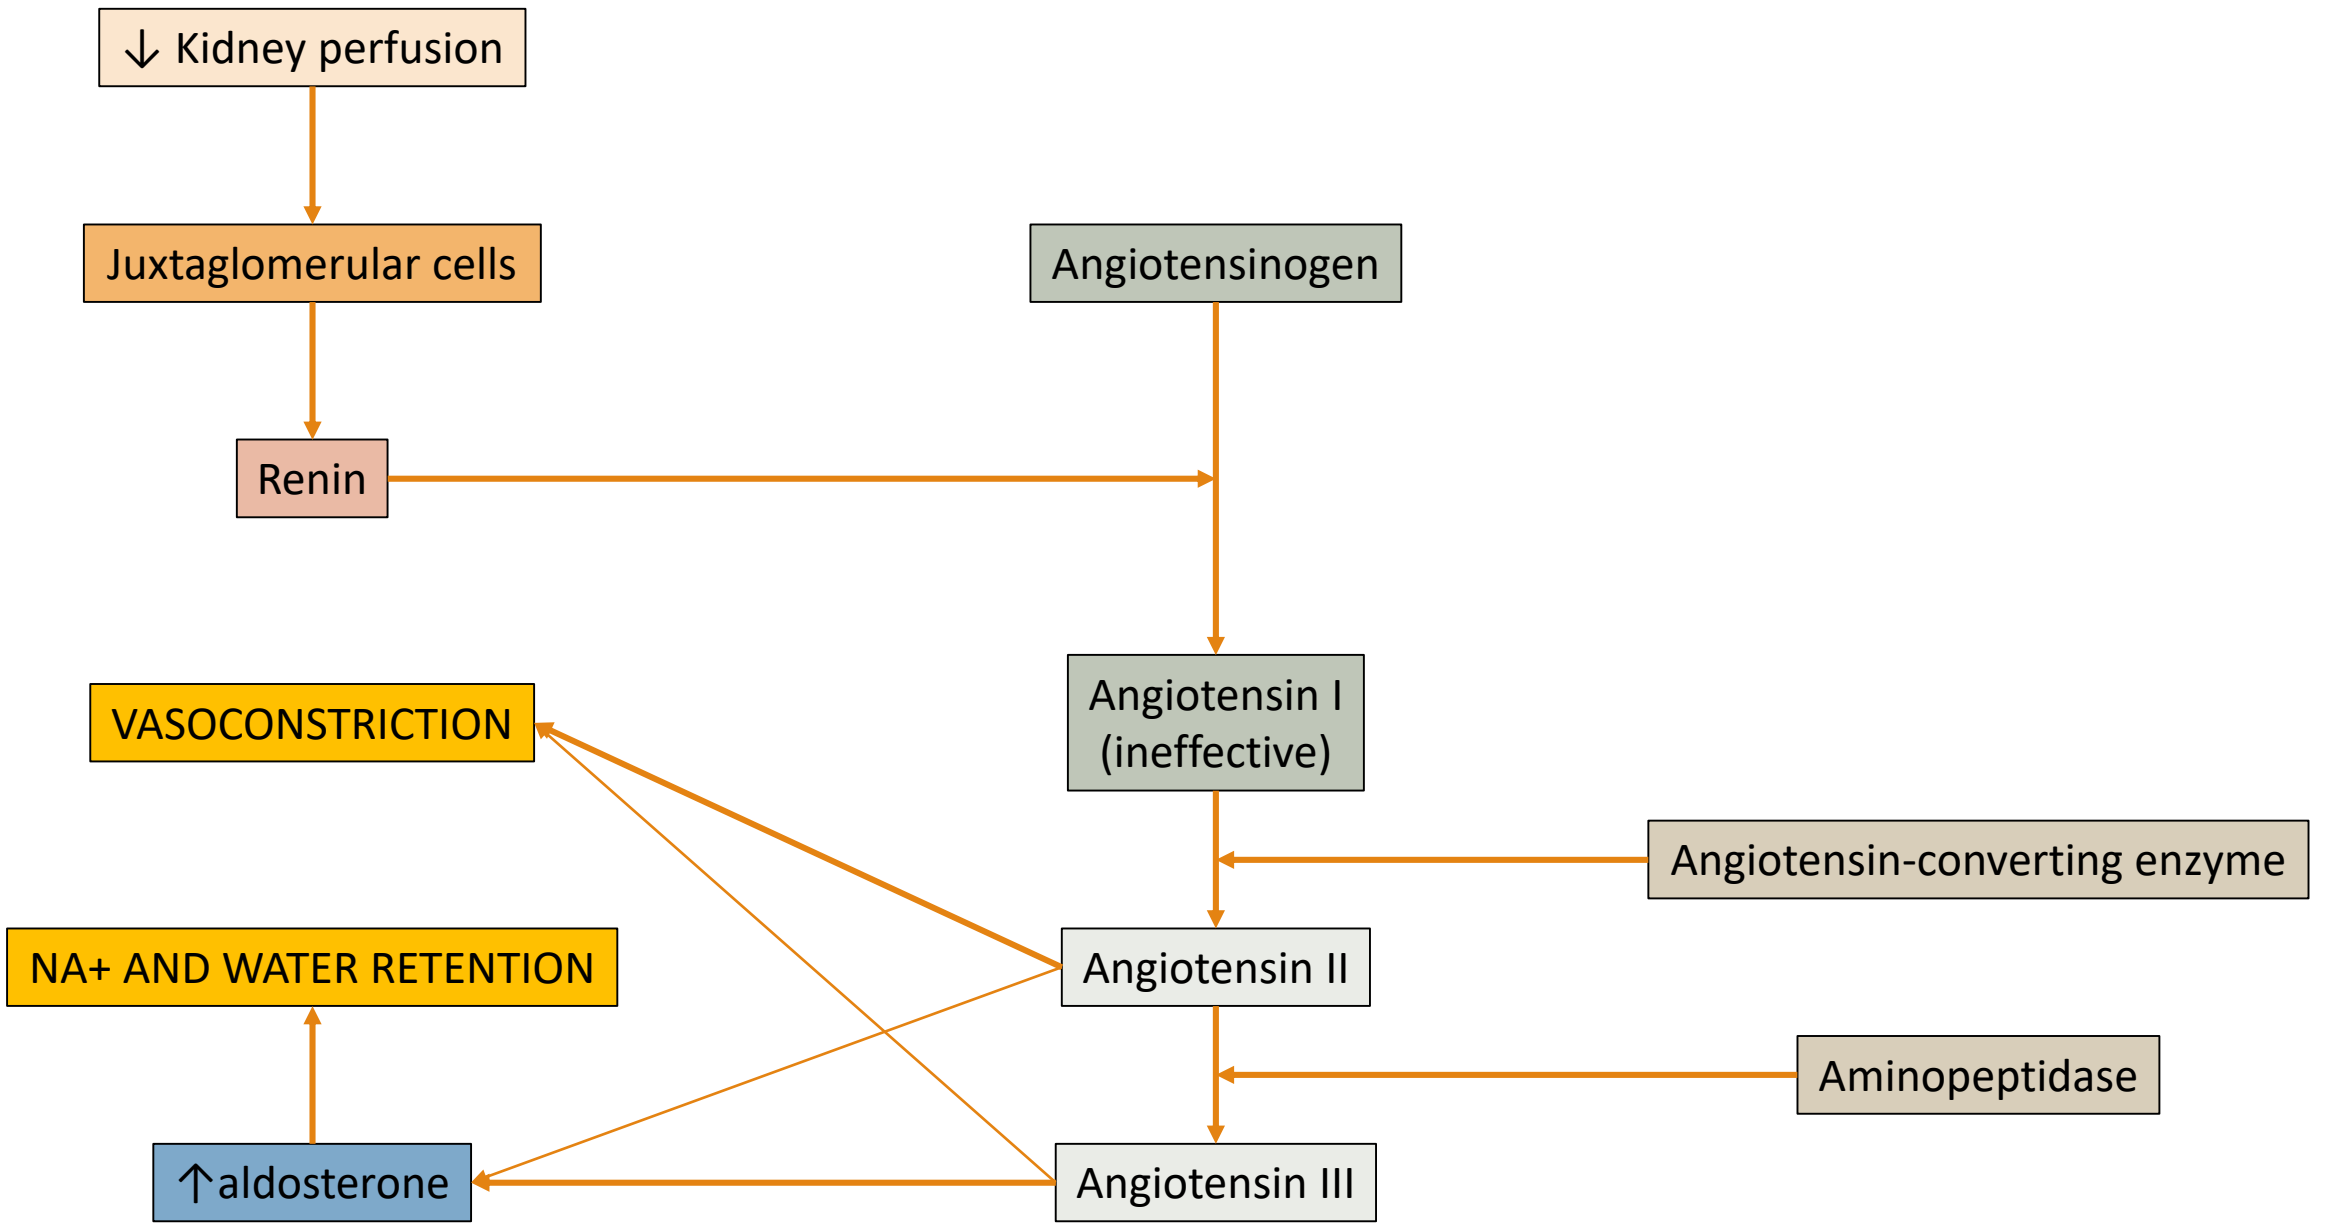 ↓ Kidney perfusion
Juxtaglomerular cells
Angiotensinogen
Renin
Angiotensin I
(ineffective)
VASOCONSTRICTION
Angiotensin-converting enzyme
NA+ AND WATER RETENTION
Angiotensin II
Aminopeptidase
↑aldosterone
Angiotensin III